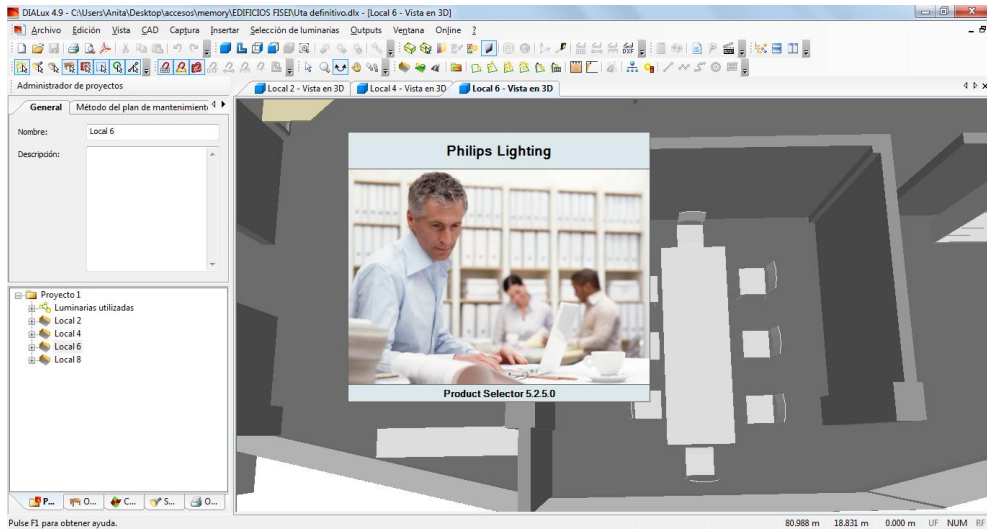 DIALux 4.9 - C:\Users\Anita\Desktop\accesos\memory\EDIFICIOS FISEI\Uta definitivo.dlx - [Local 6 - Vista en 3D]
Archivo Edición Vista CAD Captura Insertar Selección de luminarias Outputs Ventana Online ?
Administrador de proyectos
Local 2 - Vista en 3D Local 4 - Vista en 3D Local 6 - Vista en 3D
General Método del plan de mantenimient
Nombre: Local 6
Descripción:
Philips Lighting
Product Selector 5.2.5.0
Proyecto 1
Luminarias utilizadas
Local 2
Local 4
Local 6
Local 8
P... O... C... S... O...
Pulse F1 para obtener ayuda. 80.988 m 18.831 m 0.000 m UF NUM RF